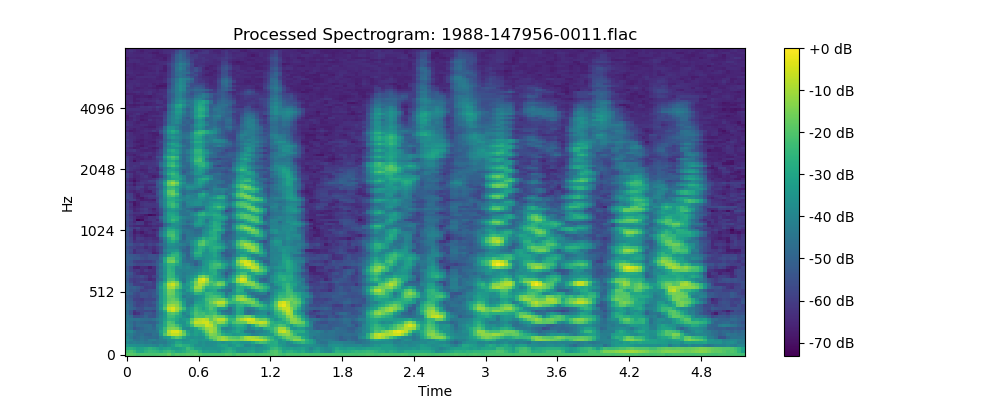 Processed Spectrogram: 1988-147956-0011.flac
Hz
4096
2048
1024
512
0
0 0.6 1.2 1.8 2.4 3 3.6 4.2 4.8
Time
+0 dB
-10 dB
-20 dB
-30 dB
-40 dB
-50 dB
-60 dB
-70 dB